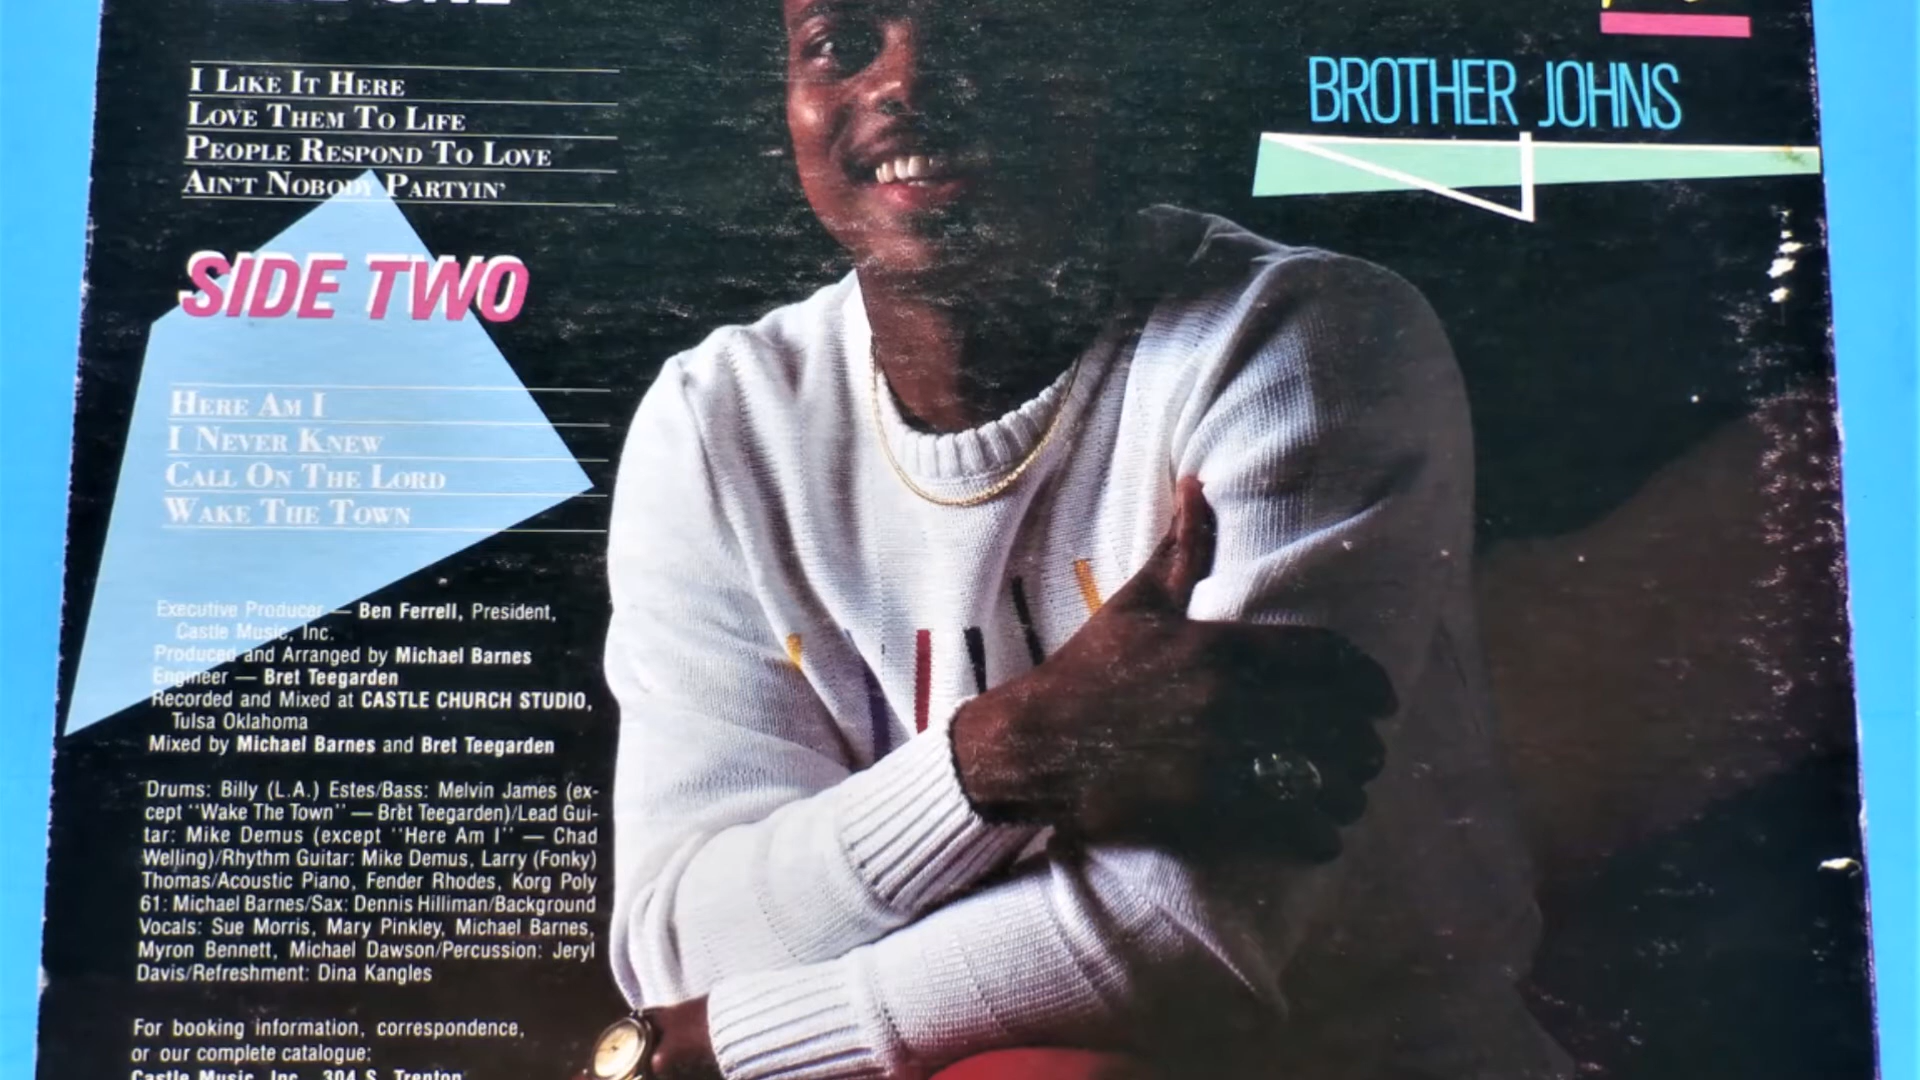 BROTHER JOHNS
I LIKE IT HERE
LOVE THEM TO LIFE
PEOPLE RESPOND TO LOVE
AIN'T NOBODY PARTYIN'
SIDE TWO
HERE AM I
I NEVER KNEW
CALL ON THE LORD
WAKE THE TOWN
Executive Producer — Ben Ferrell, President,
Castle Music, Inc.
Produced and Arranged by Michael Barnes
Engineer — Bret Teegarden
Recorded and Mixed at CASTLE CHURCH STUDIO,
Tulsa Oklahoma
Mixed by Michael Barnes and Bret Teegarden
Drums: Billy (L.A.) Estes/Bass: Melvin James (ex-
cept "Wake The Town" — Bret Teegarden)/Lead Gui-
tar: Mike Demus (except "Here Am I" — Chad
Welling)/Rhythm Guitar: Mike Demus, Larry (Fonky)
Thomas/Acoustic Piano, Fender Rhodes, Korg Poly
61: Michael Barnes/Sax: Dennis Hilliman/Background
Vocals: Sue Morris, Mary Pinkley, Michael Barnes,
Myron Bennett, Michael Dawson/Percussion: Jeryl
Davis/Refreshment: Dina Kangles
For booking information, correspondence,
or our complete catalogue:
Castle Music, Inc., 304 S. Trenton